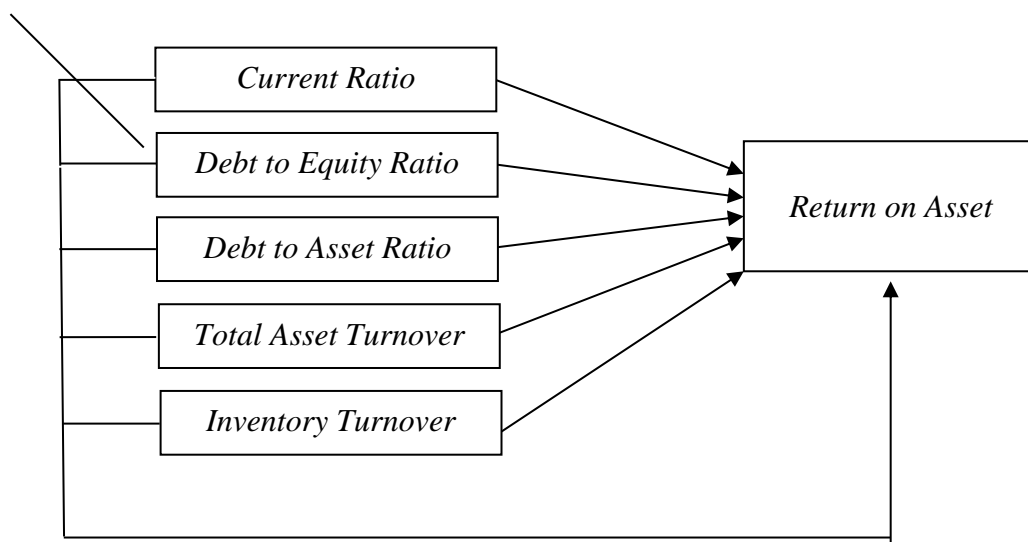 Current Ratio
Debt to Equity Ratio
Debt to Asset Ratio
Total Asset Turnover
Inventory Turnover
Return on Asset